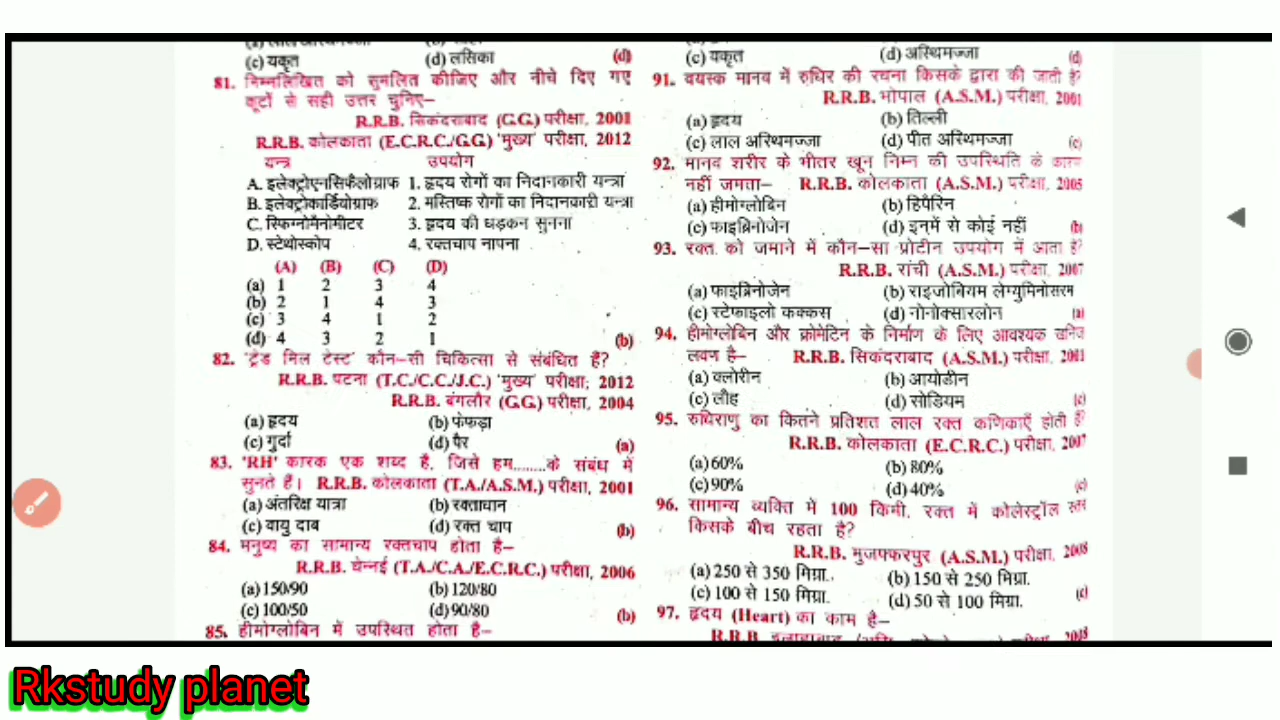 (c) यकृत (d) लसिका (d)
81. निम्नलिखित को सुमलित कीजिए और नीचे दिए गए
कूटों से सही उत्तर चुनिए–
R.R.B. सिकंदराबाद (G.G.) परीक्षा, 2001
R.R.B. कोलकाता (E.C.R.C./G.G.) 'मुख्य' परीक्षा, 2012
यन्त्र उपयोग
A. इलेक्ट्रोएनसिफैलोग्राफ 1. हृदय रोगों का निदानकारी यन्त्रा
B. इलेक्ट्रोकार्डियोग्राफ 2. मस्तिष्क रोगों का निदानकारी यन्त्रा
C. स्फिग्नोमैनोमीटर 3. हृदय की धड़कन सुनना
D. स्टेथोस्कोप 4. रक्तचाप नापना
(A) (B) (C) (D)
(a) 1 2 3 4
(b) 2 1 4 3
(c) 3 4 1 2
(d) 4 3 2 1 (b)
82. 'ट्रेड मिल टेस्ट' कौन–सी चिकित्सा से संबंधित हैं?
R.R.B. पटना (T.C./C.C./J.C.) 'मुख्य' परीक्षा; 2012
R.R.B. बंगलौर (G.G.) परीक्षा, 2004
(a) हृदय (b) फेफड़ा
(c) गुर्दा (d) पैर (a)
83. 'RH' कारक एक शब्द है, जिसे हम........के संबंध में
सुनते हैं। R.R.B. कोलकाता (T.A./A.S.M.) परीक्षा, 2001
(a) अंतरिक्ष यात्रा (b) रक्ताधान
(c) वायु दाब (d) रक्त चाप (b)
84. मनुष्य का सामान्य रक्तचाप होता है–
R.R.B. चेन्नई (T.A./C.A./E.C.R.C.) परीक्षा, 2006
(a) 150/90 (b) 120/80
(c) 100/50 (d) 90/80 (b)
85. हीमोग्लोबिन में उपस्थित होता है–
(c) यकृत (d) अस्थिमज्जा (d)
91. वयस्क मानव में रुधिर की रचना किसके द्वारा की जाती है?
R.R.B. भोपाल (A.S.M.) परीक्षा, 2001
(a) हृदय (b) तिल्ली
(c) लाल अस्थिमज्जा (d) पीत अस्थिमज्जा (c)
92. मानव शरीर के भीतर खून निम्न की उपस्थिति के कारण
नहीं जमता– R.R.B. कोलकाता (A.S.M.) परीक्षा, 2005
(a) हीमोग्लोबिन (b) हिपैरिन
(c) फाइब्रिनोजेन (d) इनमें से कोई नहीं (b)
93. रक्त को जमाने में कौन–सा प्रोटीन उपयोग में आता है?
R.R.B. रांची (A.S.M.) परीक्षा, 2007
(a) फाइब्रिनोजेन (b) राइजोबियम लेग्युमिनोसरम
(c) स्टेफाइलो कक्कस (d) नोनोक्सारलोन (a)
94. हीमोग्लोबिन और क्रोमेटिन के निर्माण के लिए आवश्यक खनिज
लवण है– R.R.B. सिकंदराबाद (A.S.M.) परीक्षा, 2001
(a) क्लोरीन (b) आयोडीन
(c) लौह (d) सोडियम (c)
95. रुधिराणु का कितने प्रतिशत लाल रक्त कणिकाएँ होती हैं?
R.R.B. कोलकाता (E.C.R.C.) परीक्षा, 2007
(a) 60% (b) 80%
(c) 90% (d) 40% (c)
96. सामान्य व्यक्ति में 100 किमी. रक्त में कोलेस्ट्रॉल स्तर
किसके बीच रहता है?
R.R.B. मुजफ्फरपुर (A.S.M.) परीक्षा, 2008
(a) 250 से 350 मिग्रा. (b) 150 से 250 मिग्रा.
(c) 100 से 150 मिग्रा. (d) 50 से 100 मिग्रा. (c)
97. हृदय (Heart) का काम है–
Rkstudy planet